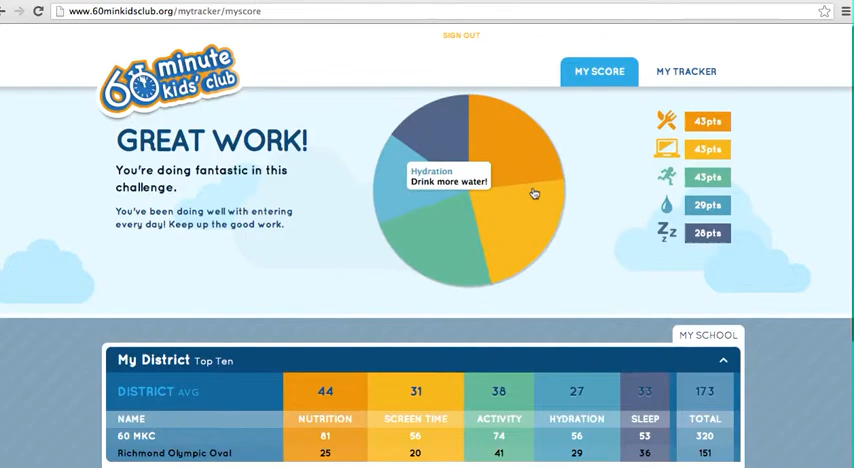 www.60minkidsclub.org/mytracker/myscore
SIGN OUT
60 minute
kids' club
MY SCORE
MY TRACKER
GREAT WORK!
You're doing fantastic in this
challenge.
You've been doing well with entering
every day! Keep up the good work.
Hydration
Drink more water!
43pts
43pts
43pts
29pts
Zzz 28pts
MY SCHOOL
My District Top Ten
DISTRICT AVG 44 31 38 27 33 173
NAME NUTRITION SCREEN TIME ACTIVITY HYDRATION SLEEP TOTAL
60 MKC 81 56 74 56 53 320
Richmond Olympic Oval 25 20 41 29 36 151